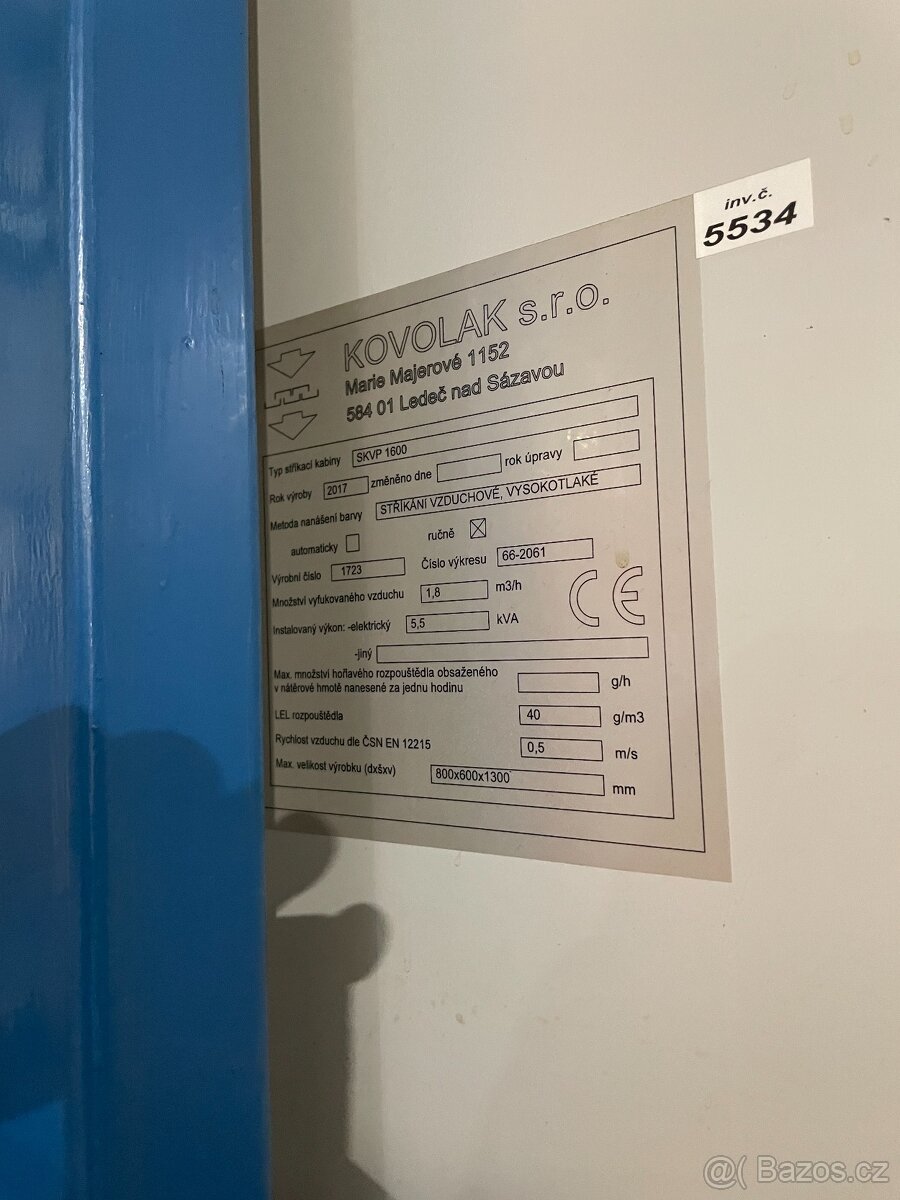 inv.č.
5534
KOVOLAK s.r.o.
Marie Majerové 1152
584 01 Ledeč nad Sázavou
Typ stříkací kabiny SKVP 1600
Rok výroby 2017 změněno dne rok úpravy
Metoda nanášení barvy STŘÍKÁNÍ VZDUCHOVÉ, VYSOKOTLAKÉ
automaticky ručně
Výrobní číslo 1723 Číslo výkresu 66-2061
Množství vyfukovaného vzduchu 1,8 m3/h
Instalovaný výkon: -elektrický 5,5 kVA
CE
-jiný
Max. množství hořlavého rozpouštědla obsaženého
v nátěrové hmotě nanesené za jednu hodinu g/h
LEL rozpouštědla 40 g/m3
Rychlost vzduchu dle ČSN EN 12215 0,5 m/s
Max. velikost výrobku (dxšxv) 800x600x1300 mm
@( Bazos.cz